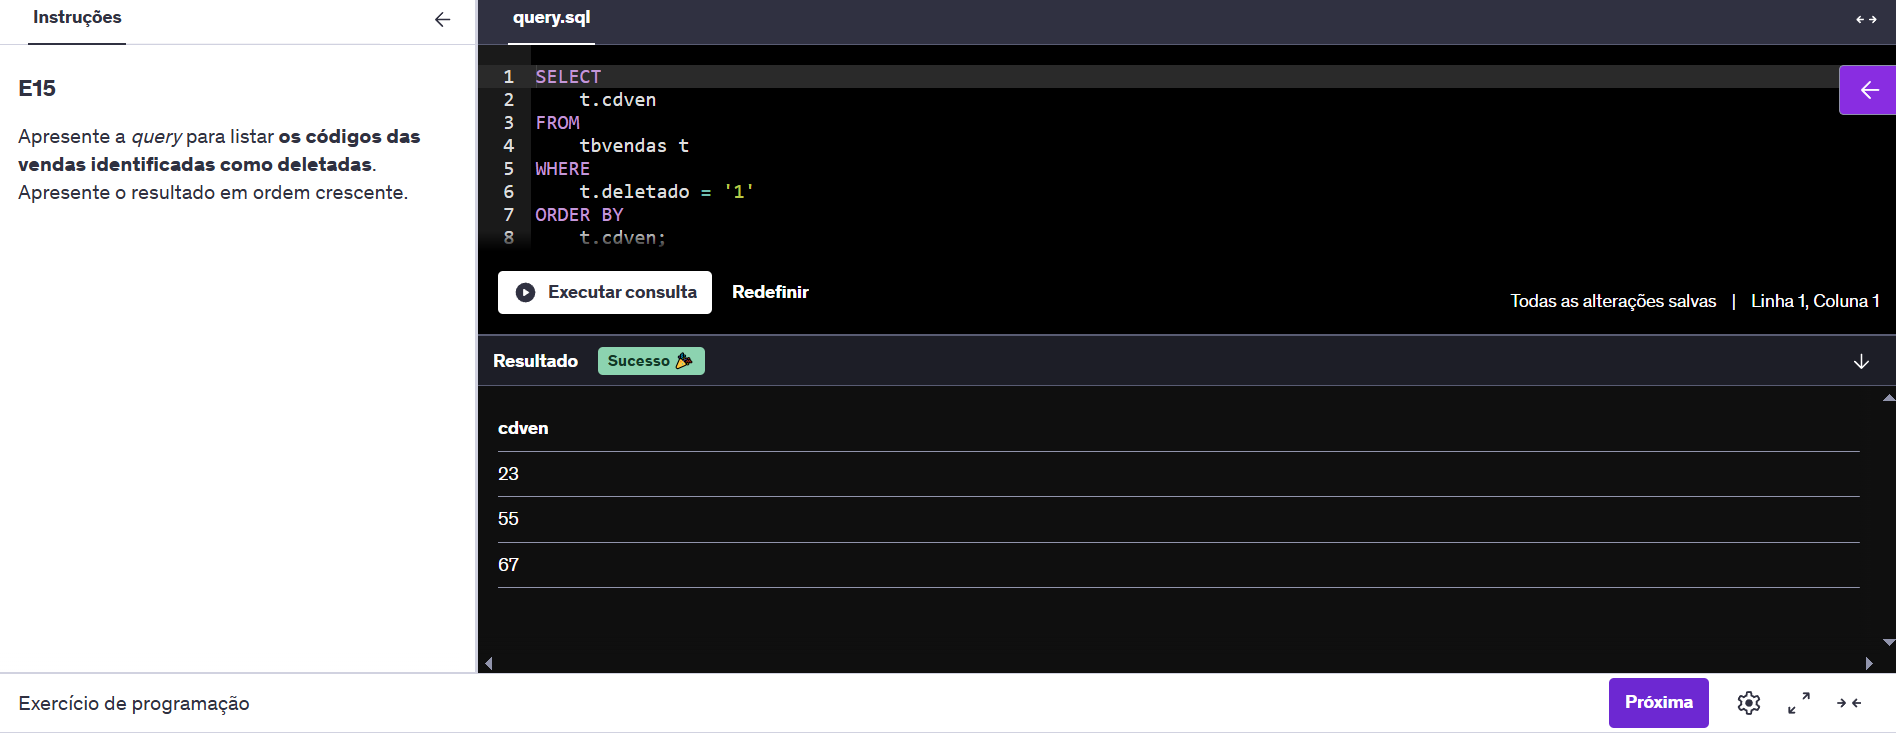 Instruções
E15
Apresente a query para listar os códigos das
vendas identificadas como deletadas.
Apresente o resultado em ordem crescente.
query.sql
1 SELECT
2     t.cdven
3 FROM
4     tbvendas t
5 WHERE
6     t.deletado = '1'
7 ORDER BY
8     t.cdven;
Executar consulta
Redefinir
Todas as alterações salvas | Linha 1, Coluna 1
Resultado
Sucesso
cdven
23
55
67
Exercício de programação
Próxima